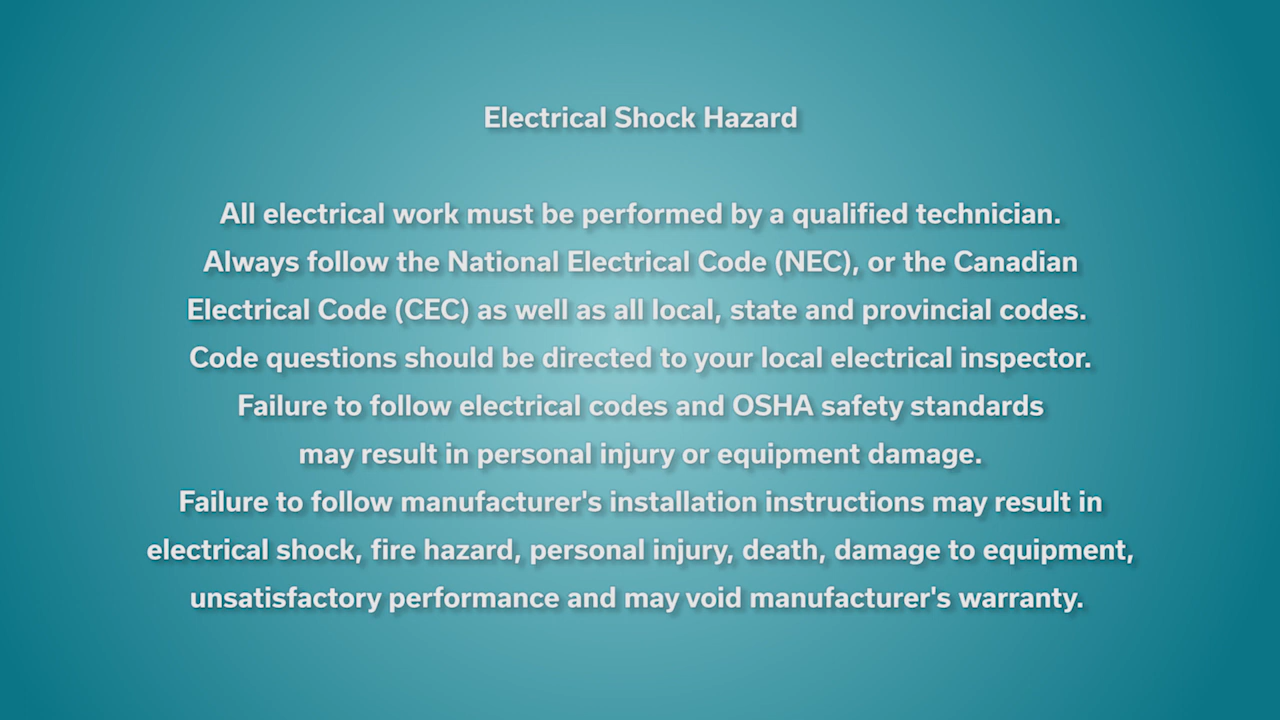 Electrical Shock Hazard
All electrical work must be performed by a qualified technician.
Always follow the National Electrical Code (NEC), or the Canadian
Electrical Code (CEC) as well as all local, state and provincial codes.
Code questions should be directed to your local electrical inspector.
Failure to follow electrical codes and OSHA safety standards
may result in personal injury or equipment damage.
Failure to follow manufacturer's installation instructions may result in
electrical shock, fire hazard, personal injury, death, damage to equipment,
unsatisfactory performance and may void manufacturer's warranty.